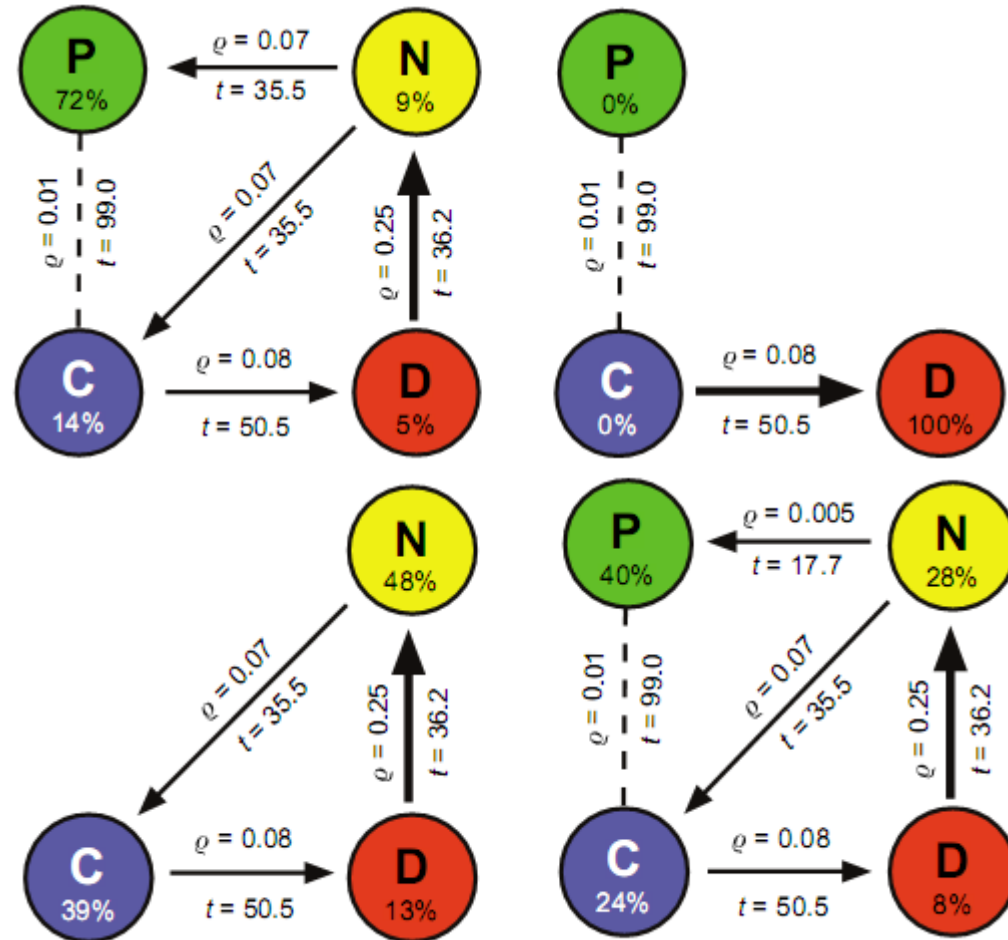 P
72%
ϱ = 0.07
t = 35.5
N
9%
ϱ = 0.01
t = 99.0
ϱ = 0.07
t = 35.5
ϱ = 0.25
t = 36.2
C
14%
ϱ = 0.08
t = 50.5
D
5%
P
0%
ϱ = 0.01
t = 99.0
C
0%
ϱ = 0.08
t = 50.5
D
100%
N
48%
ϱ = 0.07
t = 35.5
ϱ = 0.25
t = 36.2
C
39%
ϱ = 0.08
t = 50.5
D
13%
P
40%
ϱ = 0.005
t = 17.7
N
28%
ϱ = 0.01
t = 99.0
ϱ = 0.07
t = 35.5
ϱ = 0.25
t = 36.2
C
24%
ϱ = 0.08
t = 50.5
D
8%